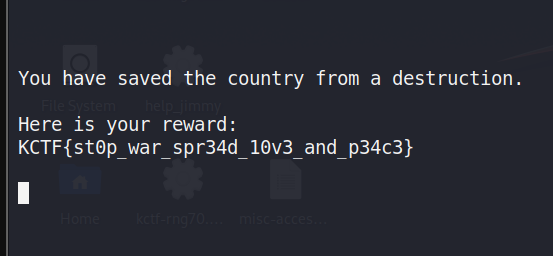 You have saved the country from a destruction.
File System help_Jimmy
Here is your reward:
KCTF{st0p_war_spr34d_10v3_and_p34c3}
Home kctf-rng70.... misc-acces...